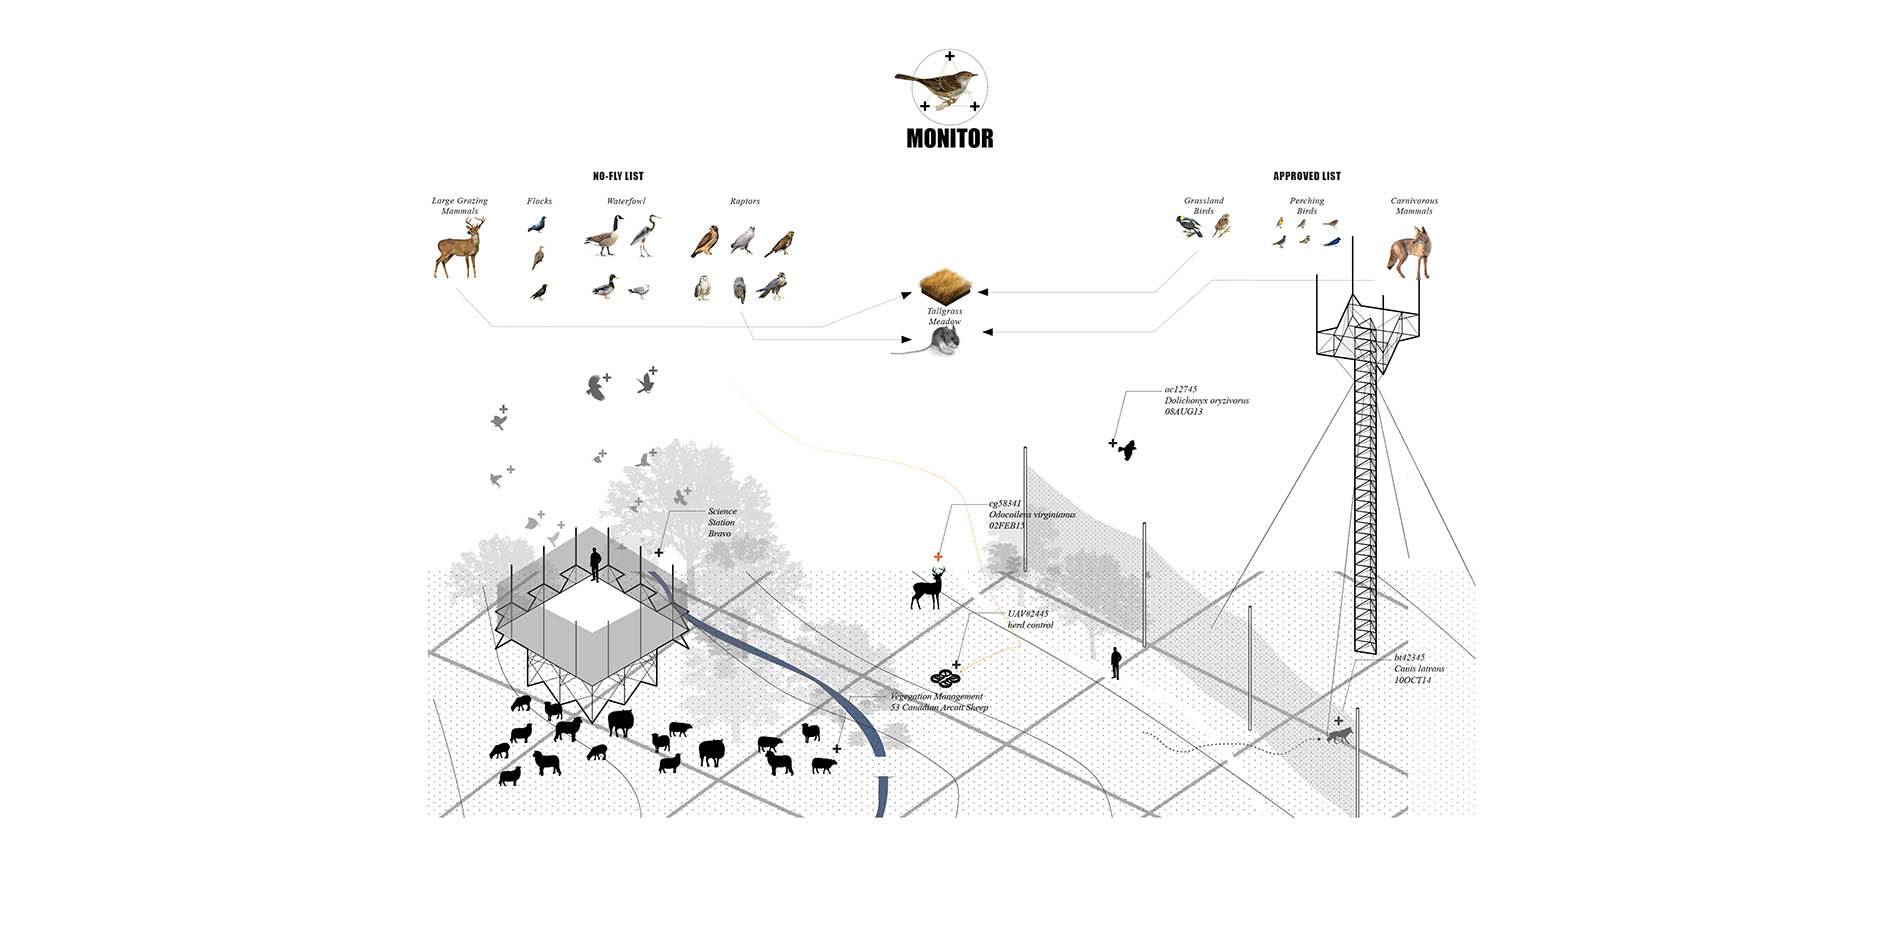 MONITOR
NO-FLY LIST
APPROVED LIST
Large Grazing
Mammals
Flocks
Waterfowl
Raptors
Grassland
Birds
Perching
Birds
Carnivorous
Mammals
Tallgrass
Meadow
ac12745
Dolichonyx oryzivorus
08AUG13
cg58341
Odocoileus virginianus
02FEB15
Science
Station
Bravo
UAV#2445
herd control
bt42345
Canis latrans
10OCT14
Vegegation Management
53 Canadian Arcott Sheep